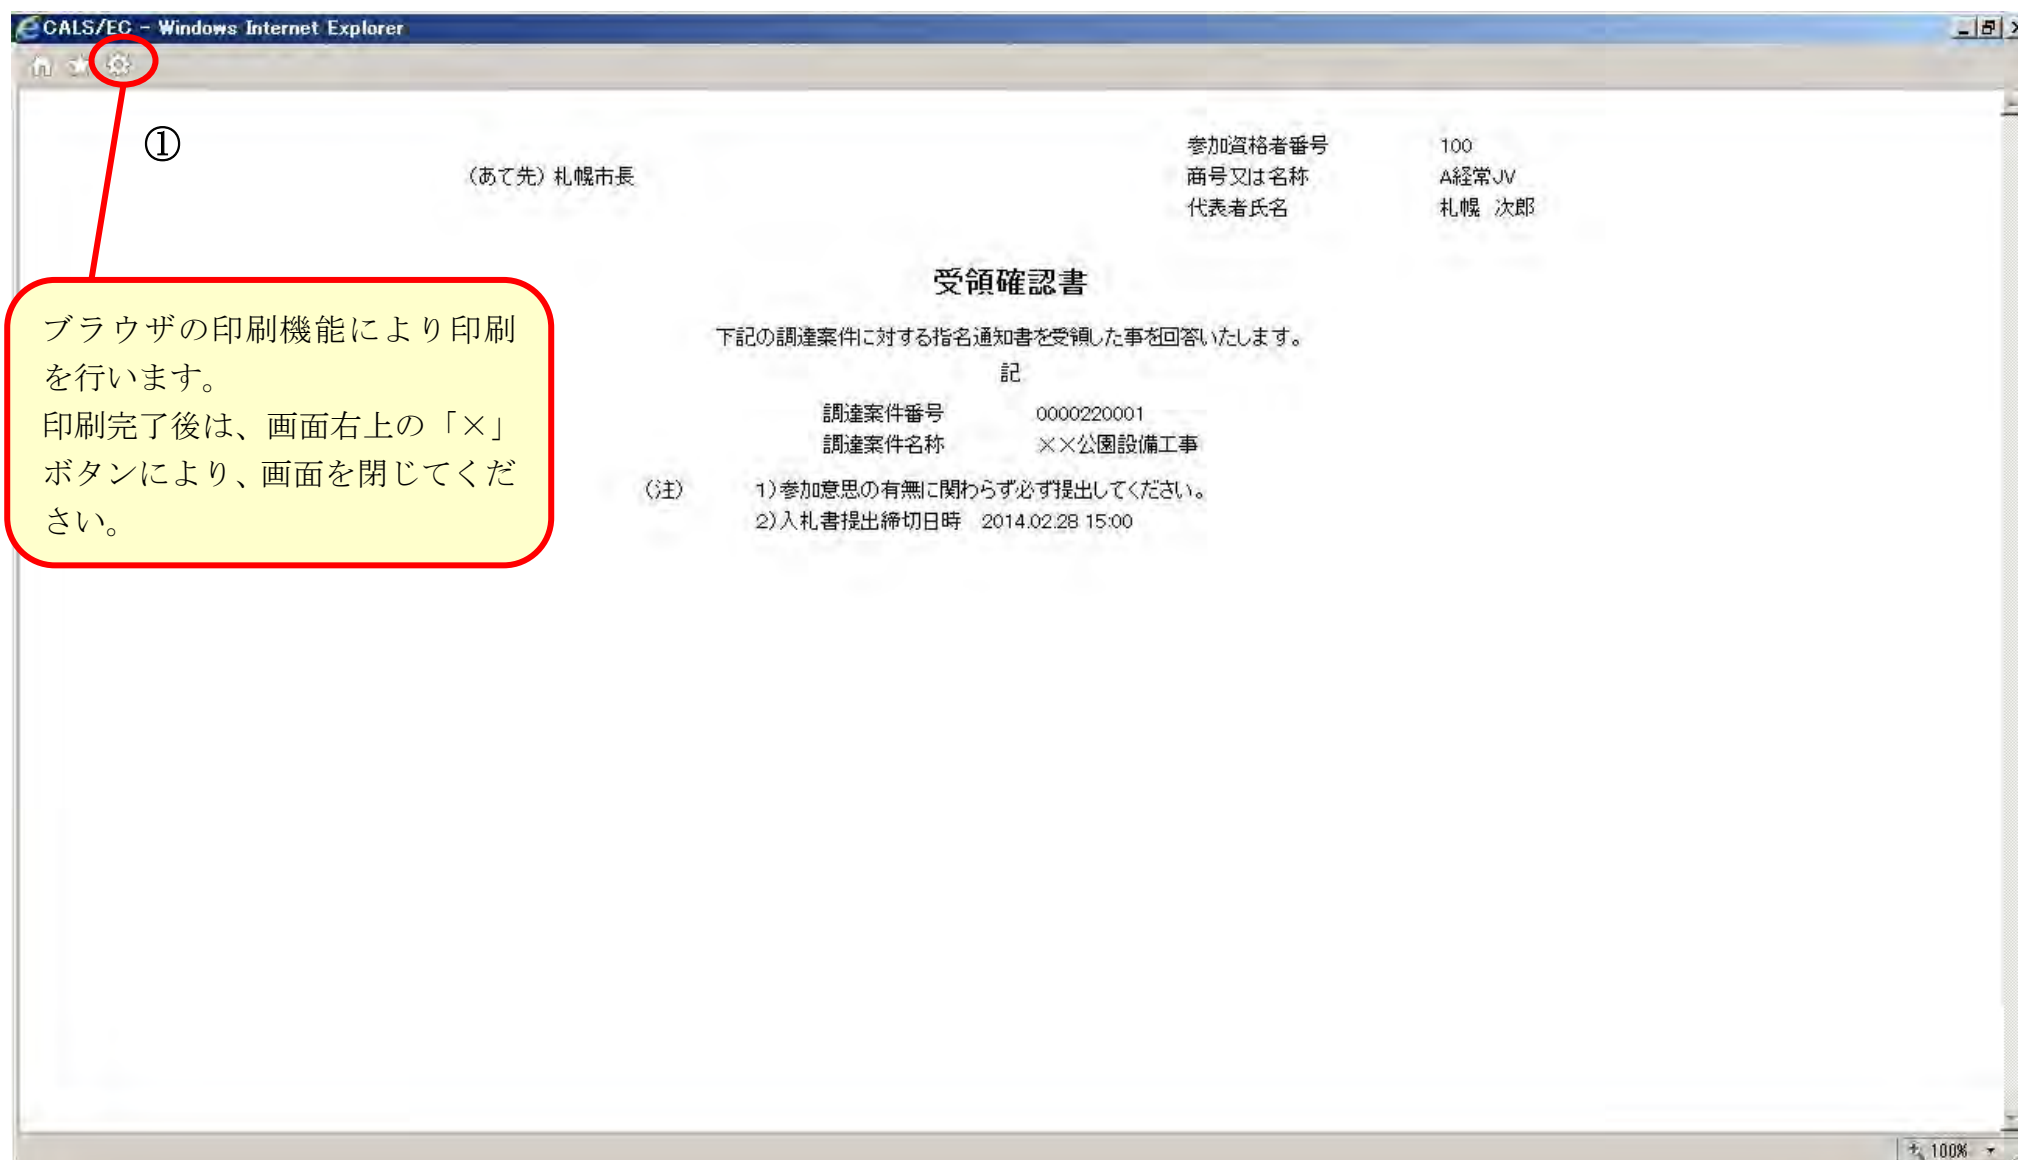 CALS/EC - Windows Internet Explorer
①
参加資格者番号 100
(あて先) 札幌市長
商号又は名称 A経常JV
代表者氏名 札幌 次郎
受領確認書
下記の調達案件に対する指名通知書を受領した事を回答いたします。
記
調達案件番号 0000220001
調達案件名称 ××公園設備工事
(注) 1)参加意思の有無に関わらず必ず提出してください。
2)入札書提出締切日時 2014.02.28 15:00
ブラウザの印刷機能により印刷
を行います。
印刷完了後は、画面右上の「×」
ボタンにより、画面を閉じてくだ
さい。
100%